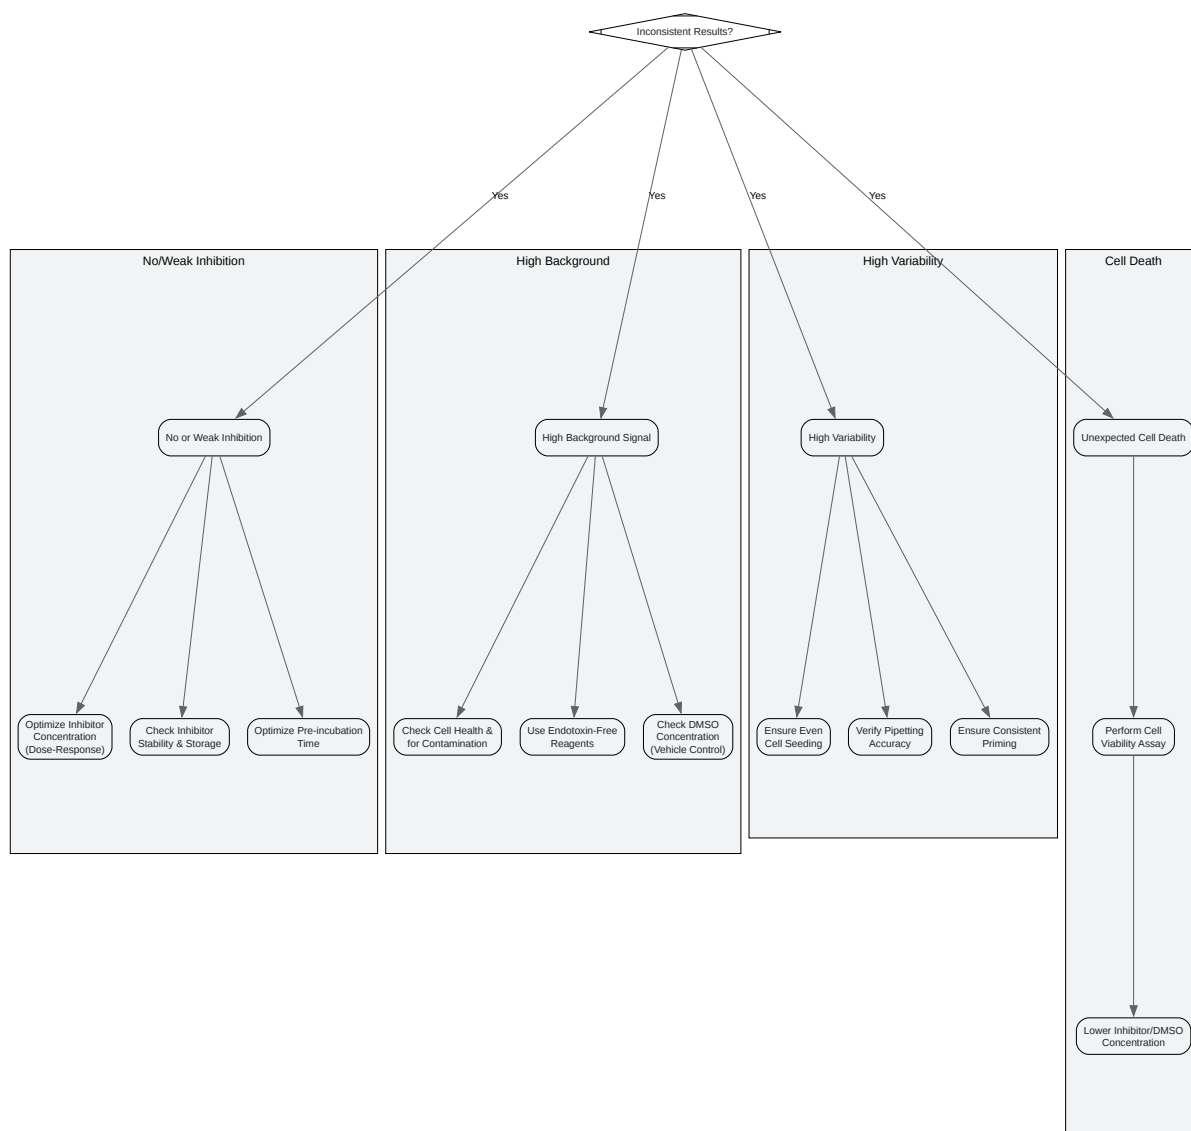 Inconsistent Results?
Yes
Yes
Yes
Yes
No/Weak Inhibition
High Background
High Variability
Cell Death
No or Weak Inhibition
High Background Signal
High Variability
Unexpected Cell Death
Optimize Inhibitor
Concentration
(Dose-Response)
Check Inhibitor
Stability & Storage
Optimize Pre-incubation
Time
Check Cell Health &
for Contamination
Use Endotoxin-Free
Reagents
Check DMSO
Concentration
(Vehicle Control)
Ensure Even
Cell Seeding
Verify Pipetting
Accuracy
Ensure Consistent
Priming
Perform Cell
Viability Assay
Lower Inhibitor/DMSO
Concentration